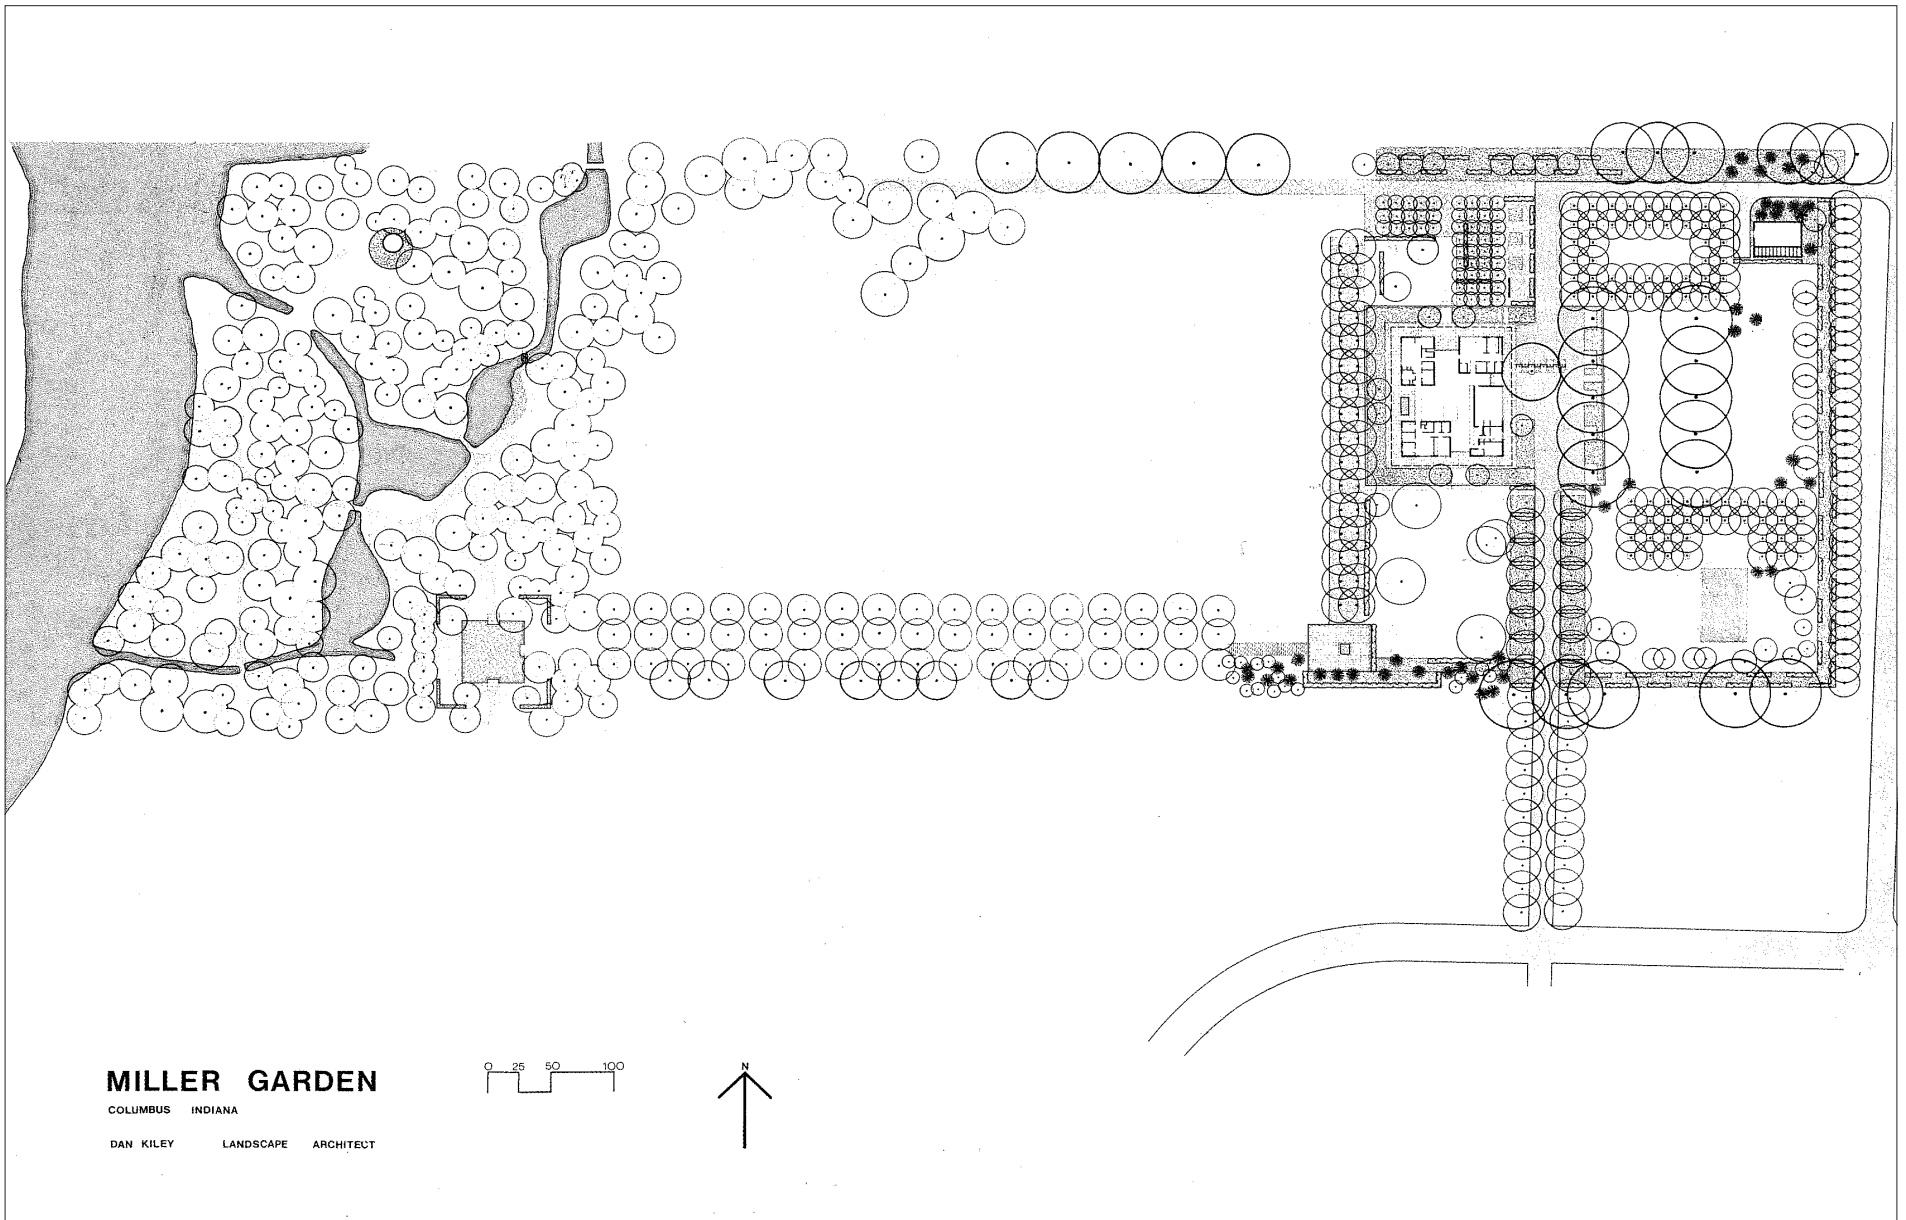 MILLER GARDEN
COLUMBUS INDIANA
DAN KILEY LANDSCAPE ARCHITECT
0 25 50 100
N